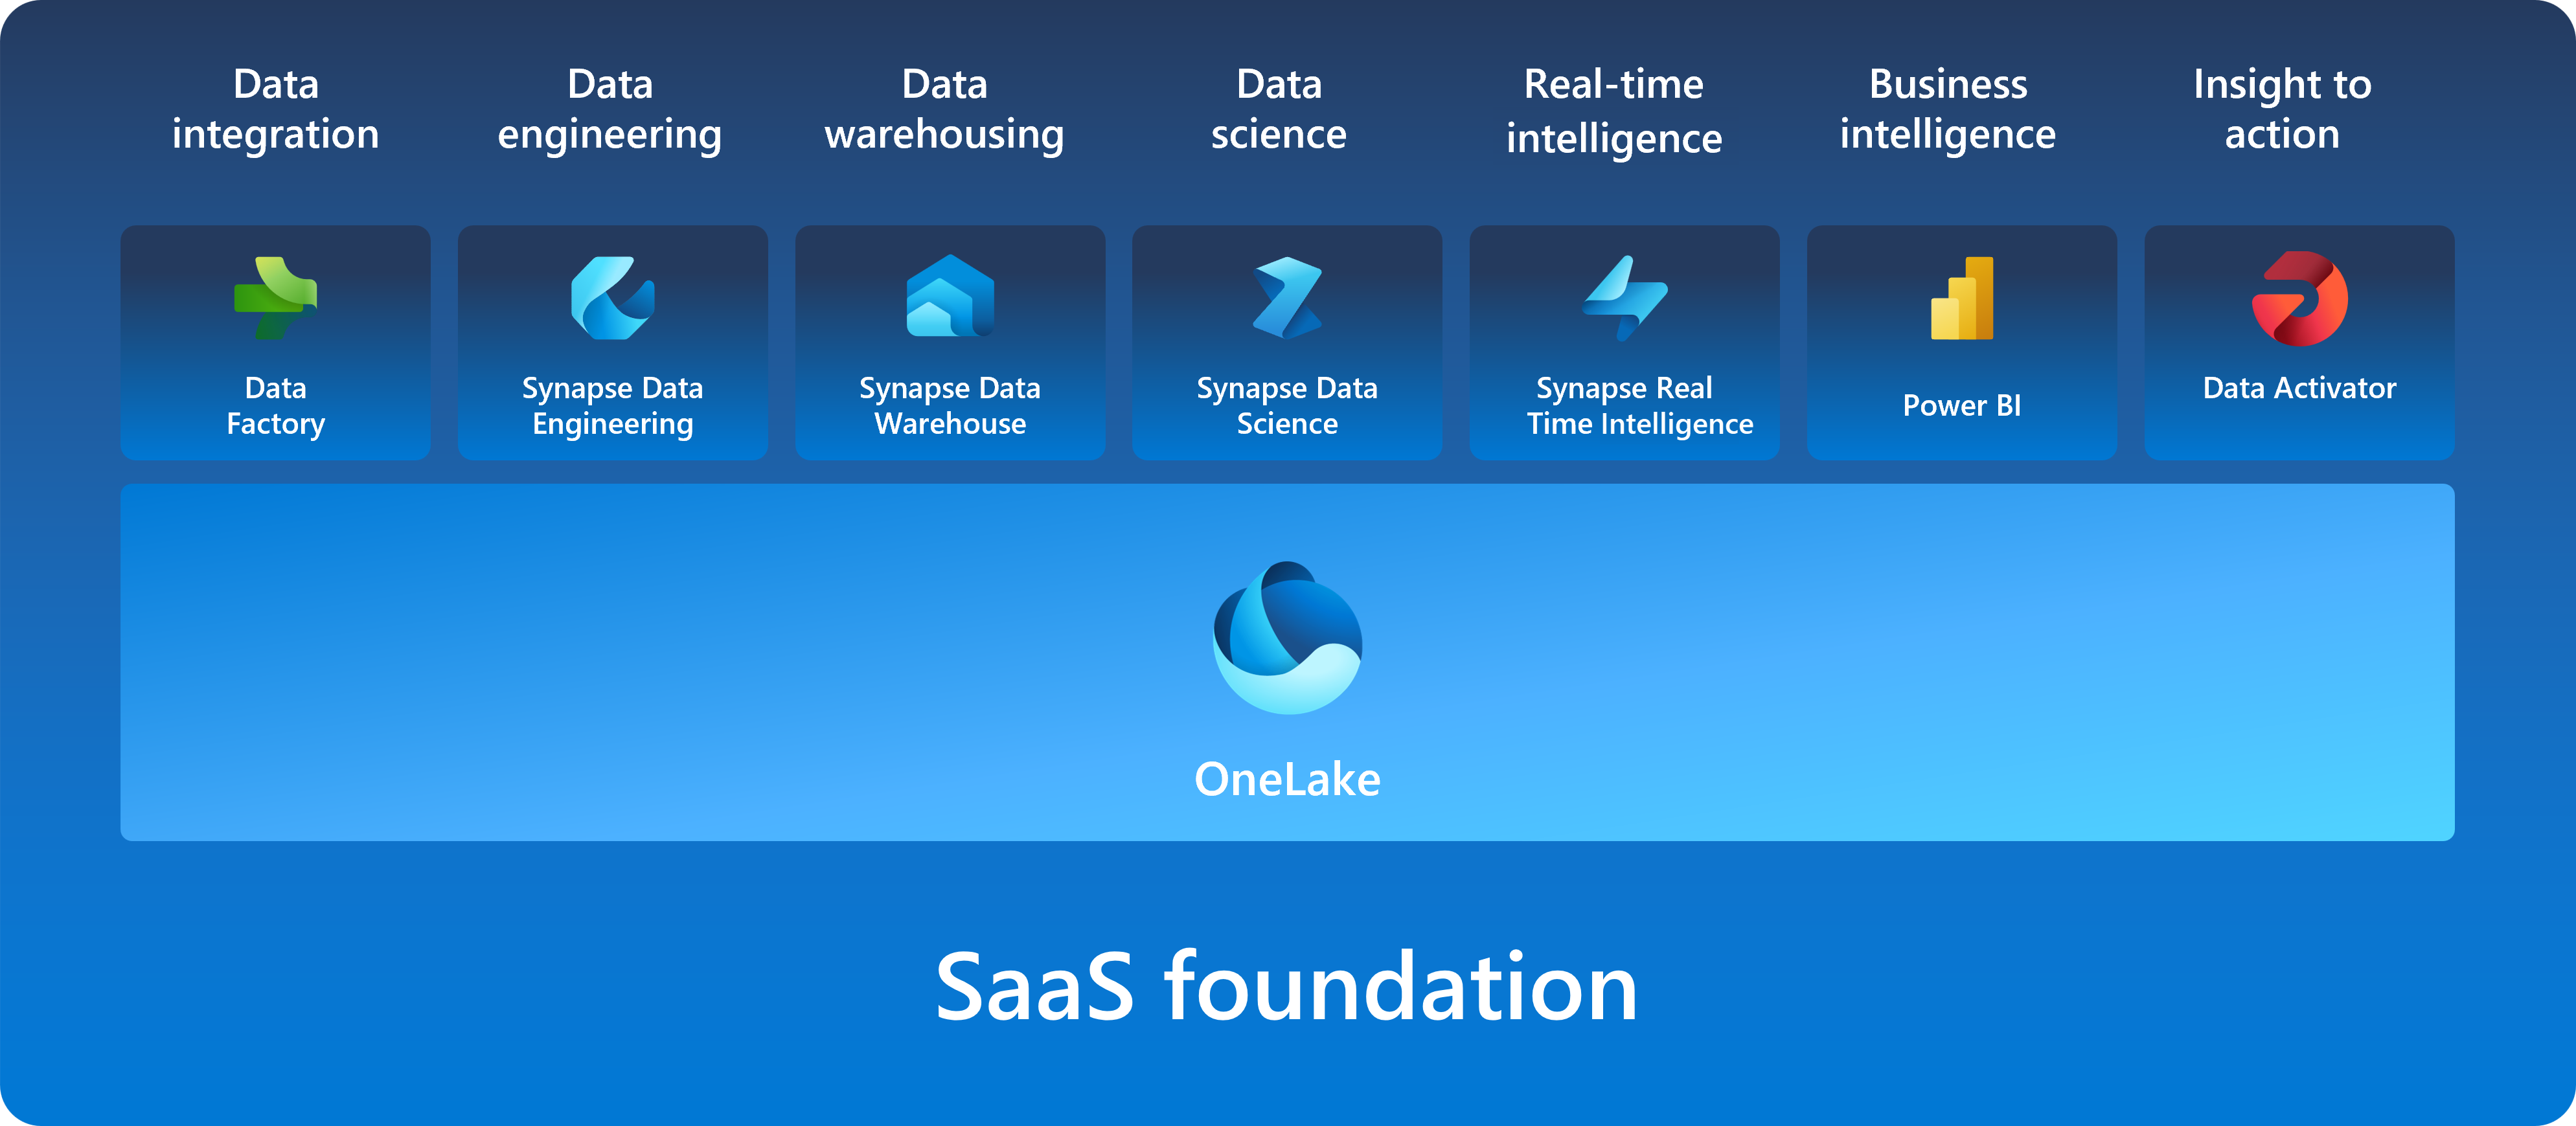 Data
integration
Data
engineering
Data
warehousing
Data
science
Real-time
intelligence
Business
intelligence
Insight to
action
Data
Factory
Synapse Data
Engineering
Synapse Data
Warehouse
Synapse Data
Science
Synapse Real
Time Intelligence
Power BI
Data Activator
OneLake
SaaS foundation